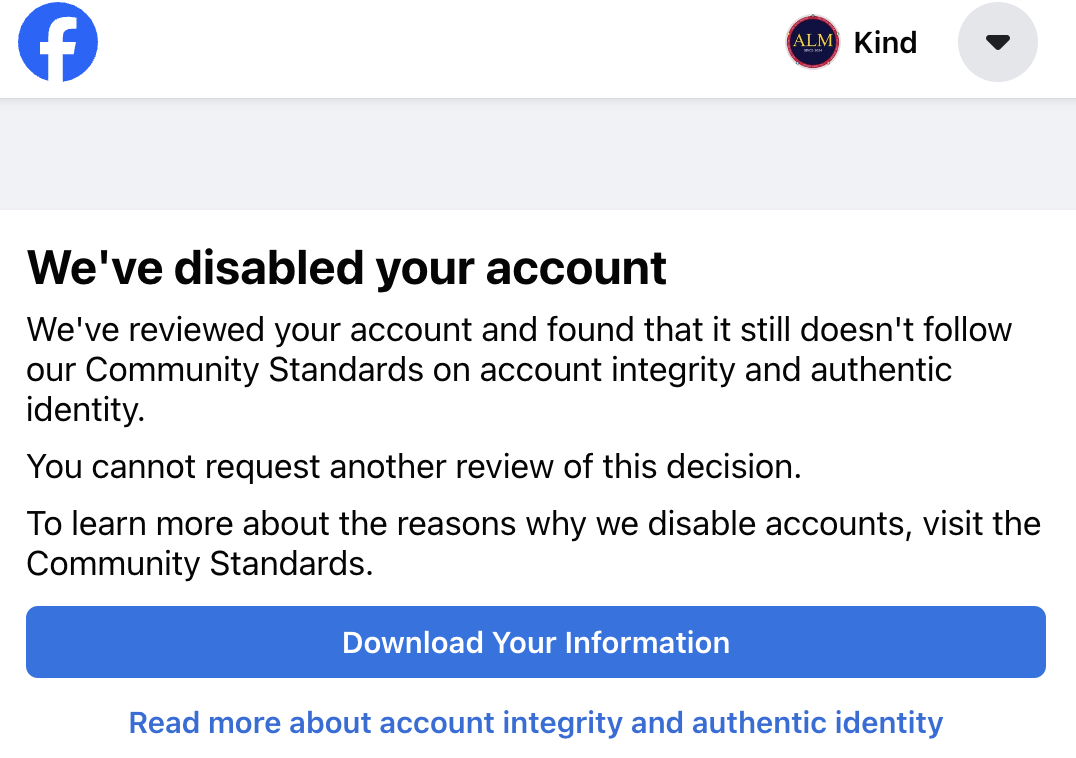 ALM
Kind
We've disabled your account
We've reviewed your account and found that it still doesn't follow
our Community Standards on account integrity and authentic
identity.
You cannot request another review of this decision.
To learn more about the reasons why we disable accounts, visit the
Community Standards.
Download Your Information
Read more about account integrity and authentic identity